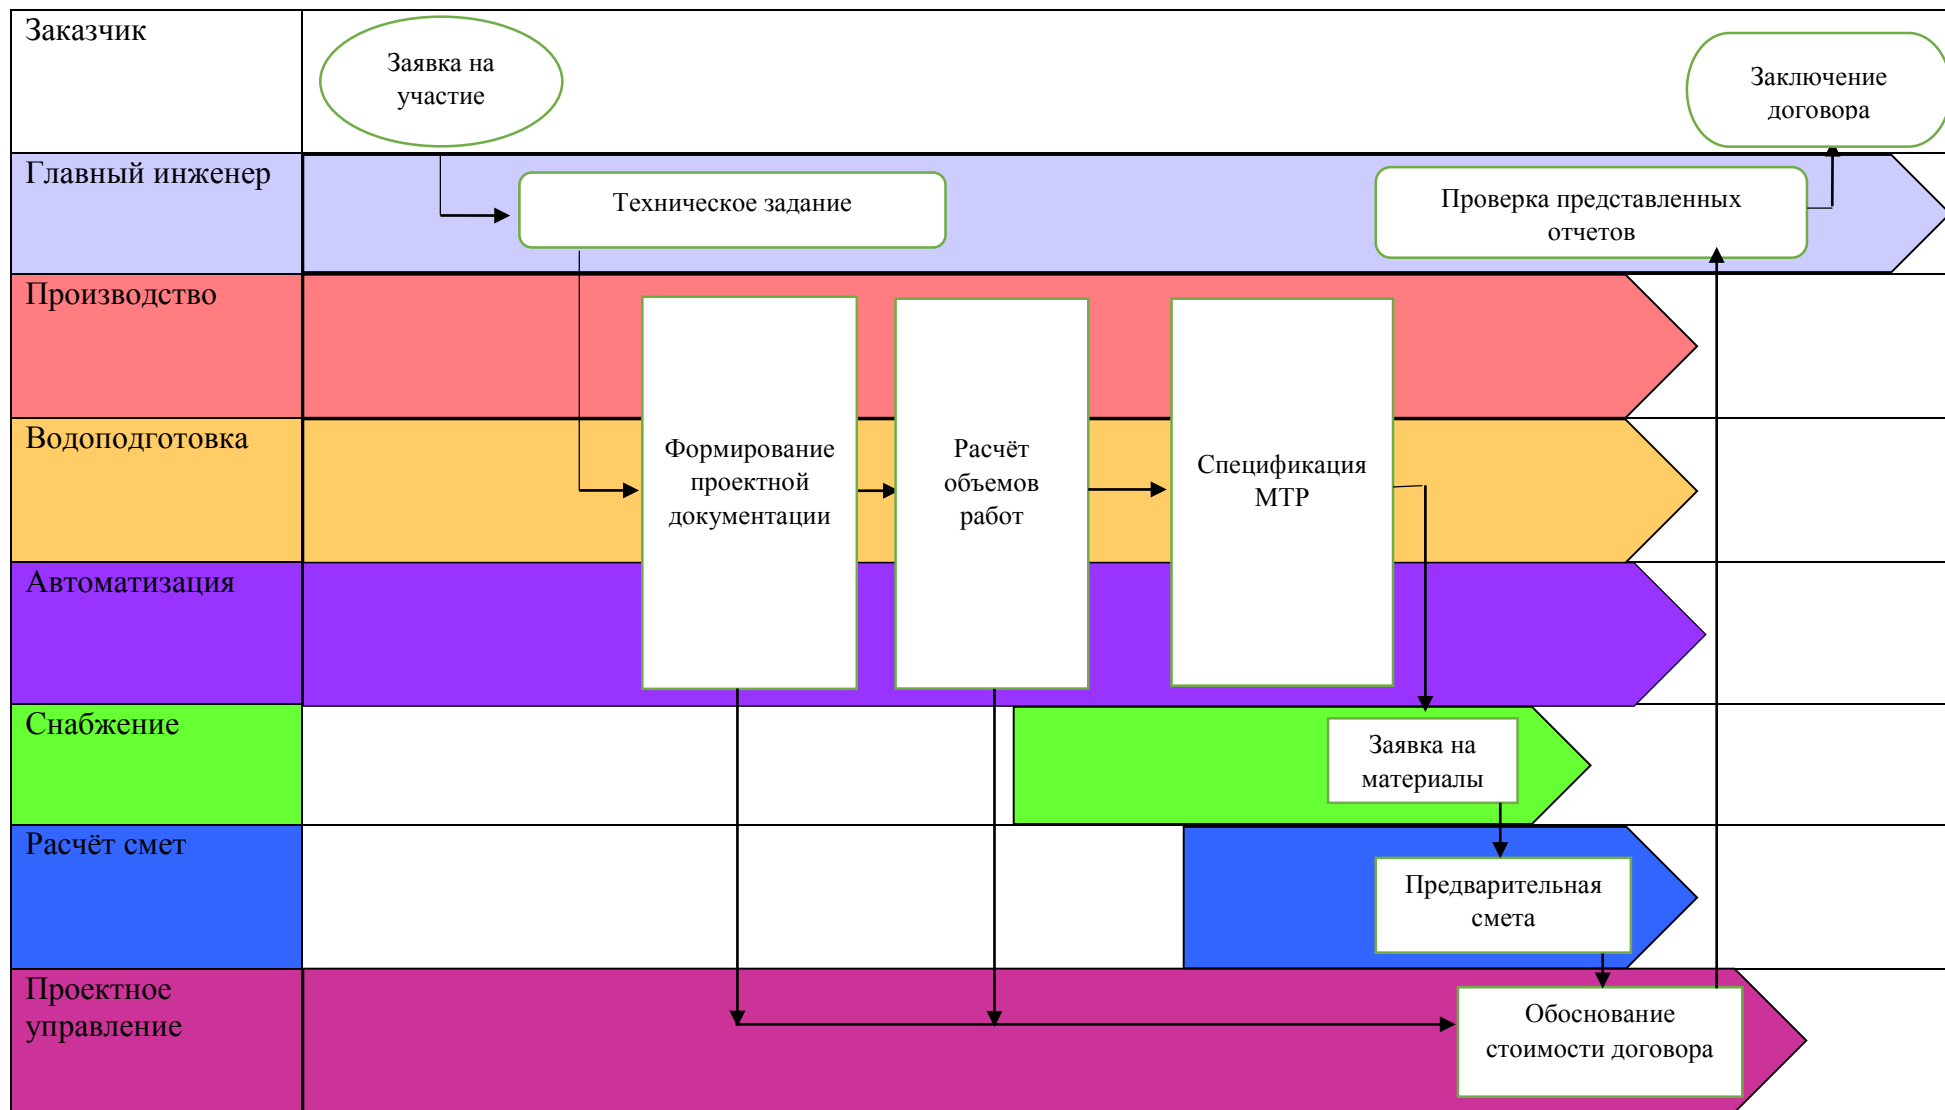 Заказчик
Заявка на
участие
Заключение
договора
Главный инженер
Техническое задание
Проверка представленных
отчетов
Производство
Водоподготовка
Формирование
проектной
документации
Расчёт
объемов
работ
Спецификация
МТР
Автоматизация
Снабжение
Заявка на
материалы
Расчёт смет
Предварительная
смета
Проектное
управление
Обоснование
стоимости договора